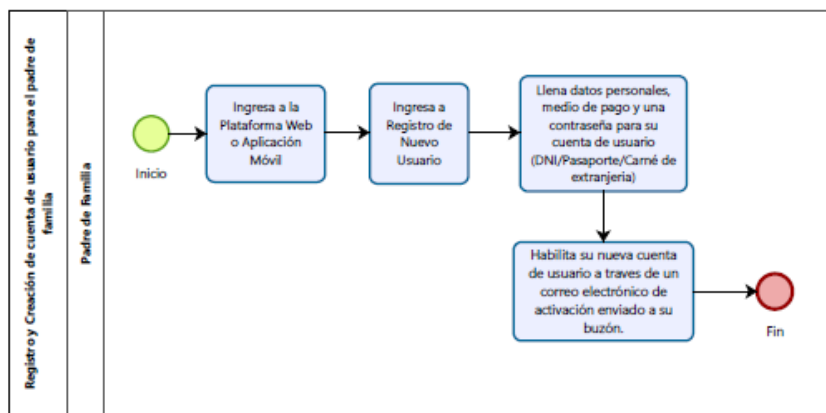 Registro y Creación de cuenta de usuario para el padre de
familia
Padre de Familia
Inicio
Ingresa a la
Plataforma Web
o Aplicación
Móvil
Ingresa a
Registro de
Nuevo
Usuario
Llena datos personales,
medio de pago y una
contraseña para su
cuenta de usuario
(DNI/Pasaporte/Carné de
extranjeria)
Habilita su nueva cuenta
de usuario a traves de un
correo electrónico de
activación enviado a su
buzón.
Fin